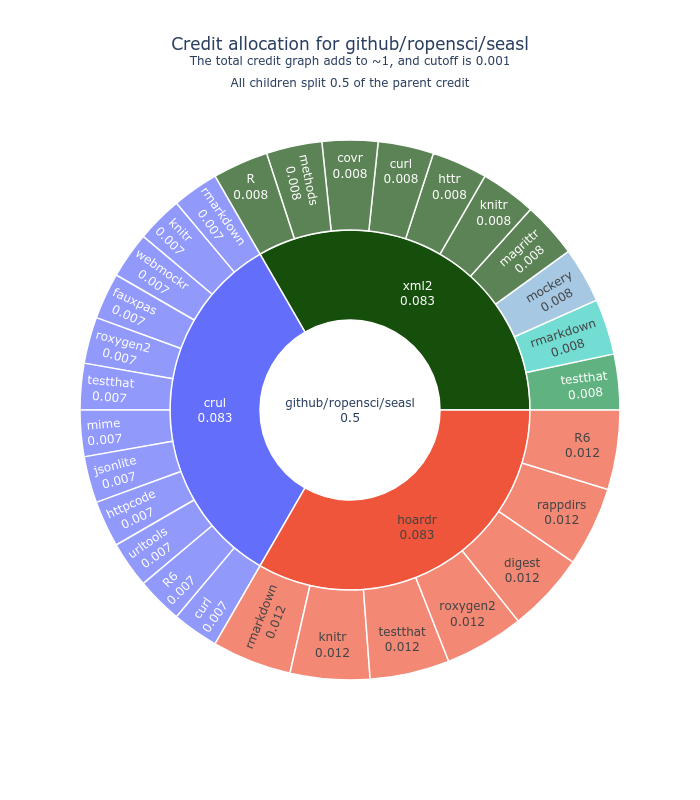 Credit allocation for github/ropensci/seasl
The total credit graph adds to ~1, and cutoff is 0.001
All children split 0.5 of the parent credit
github/ropensci/seasl
0.5
xml2
0.083
crul
0.083
hoardr
0.083
R
0.008
methods
0.008
covr
0.008
curl
0.008
httr
0.008
knitr
0.008
magrittr
0.008
mockery
0.008
rmarkdown
0.008
testthat
0.008
R6
0.012
rappdirs
0.012
digest
0.012
roxygen2
0.012
testthat
0.012
knitr
0.012
rmarkdown
0.012
curl
0.007
R6
0.007
urltools
0.007
httpcode
0.007
jsonlite
0.007
mime
0.007
testthat
0.007
roxygen2
0.007
fauxpas
0.007
webmockr
0.007
knitr
0.007
rmarkdown
0.007